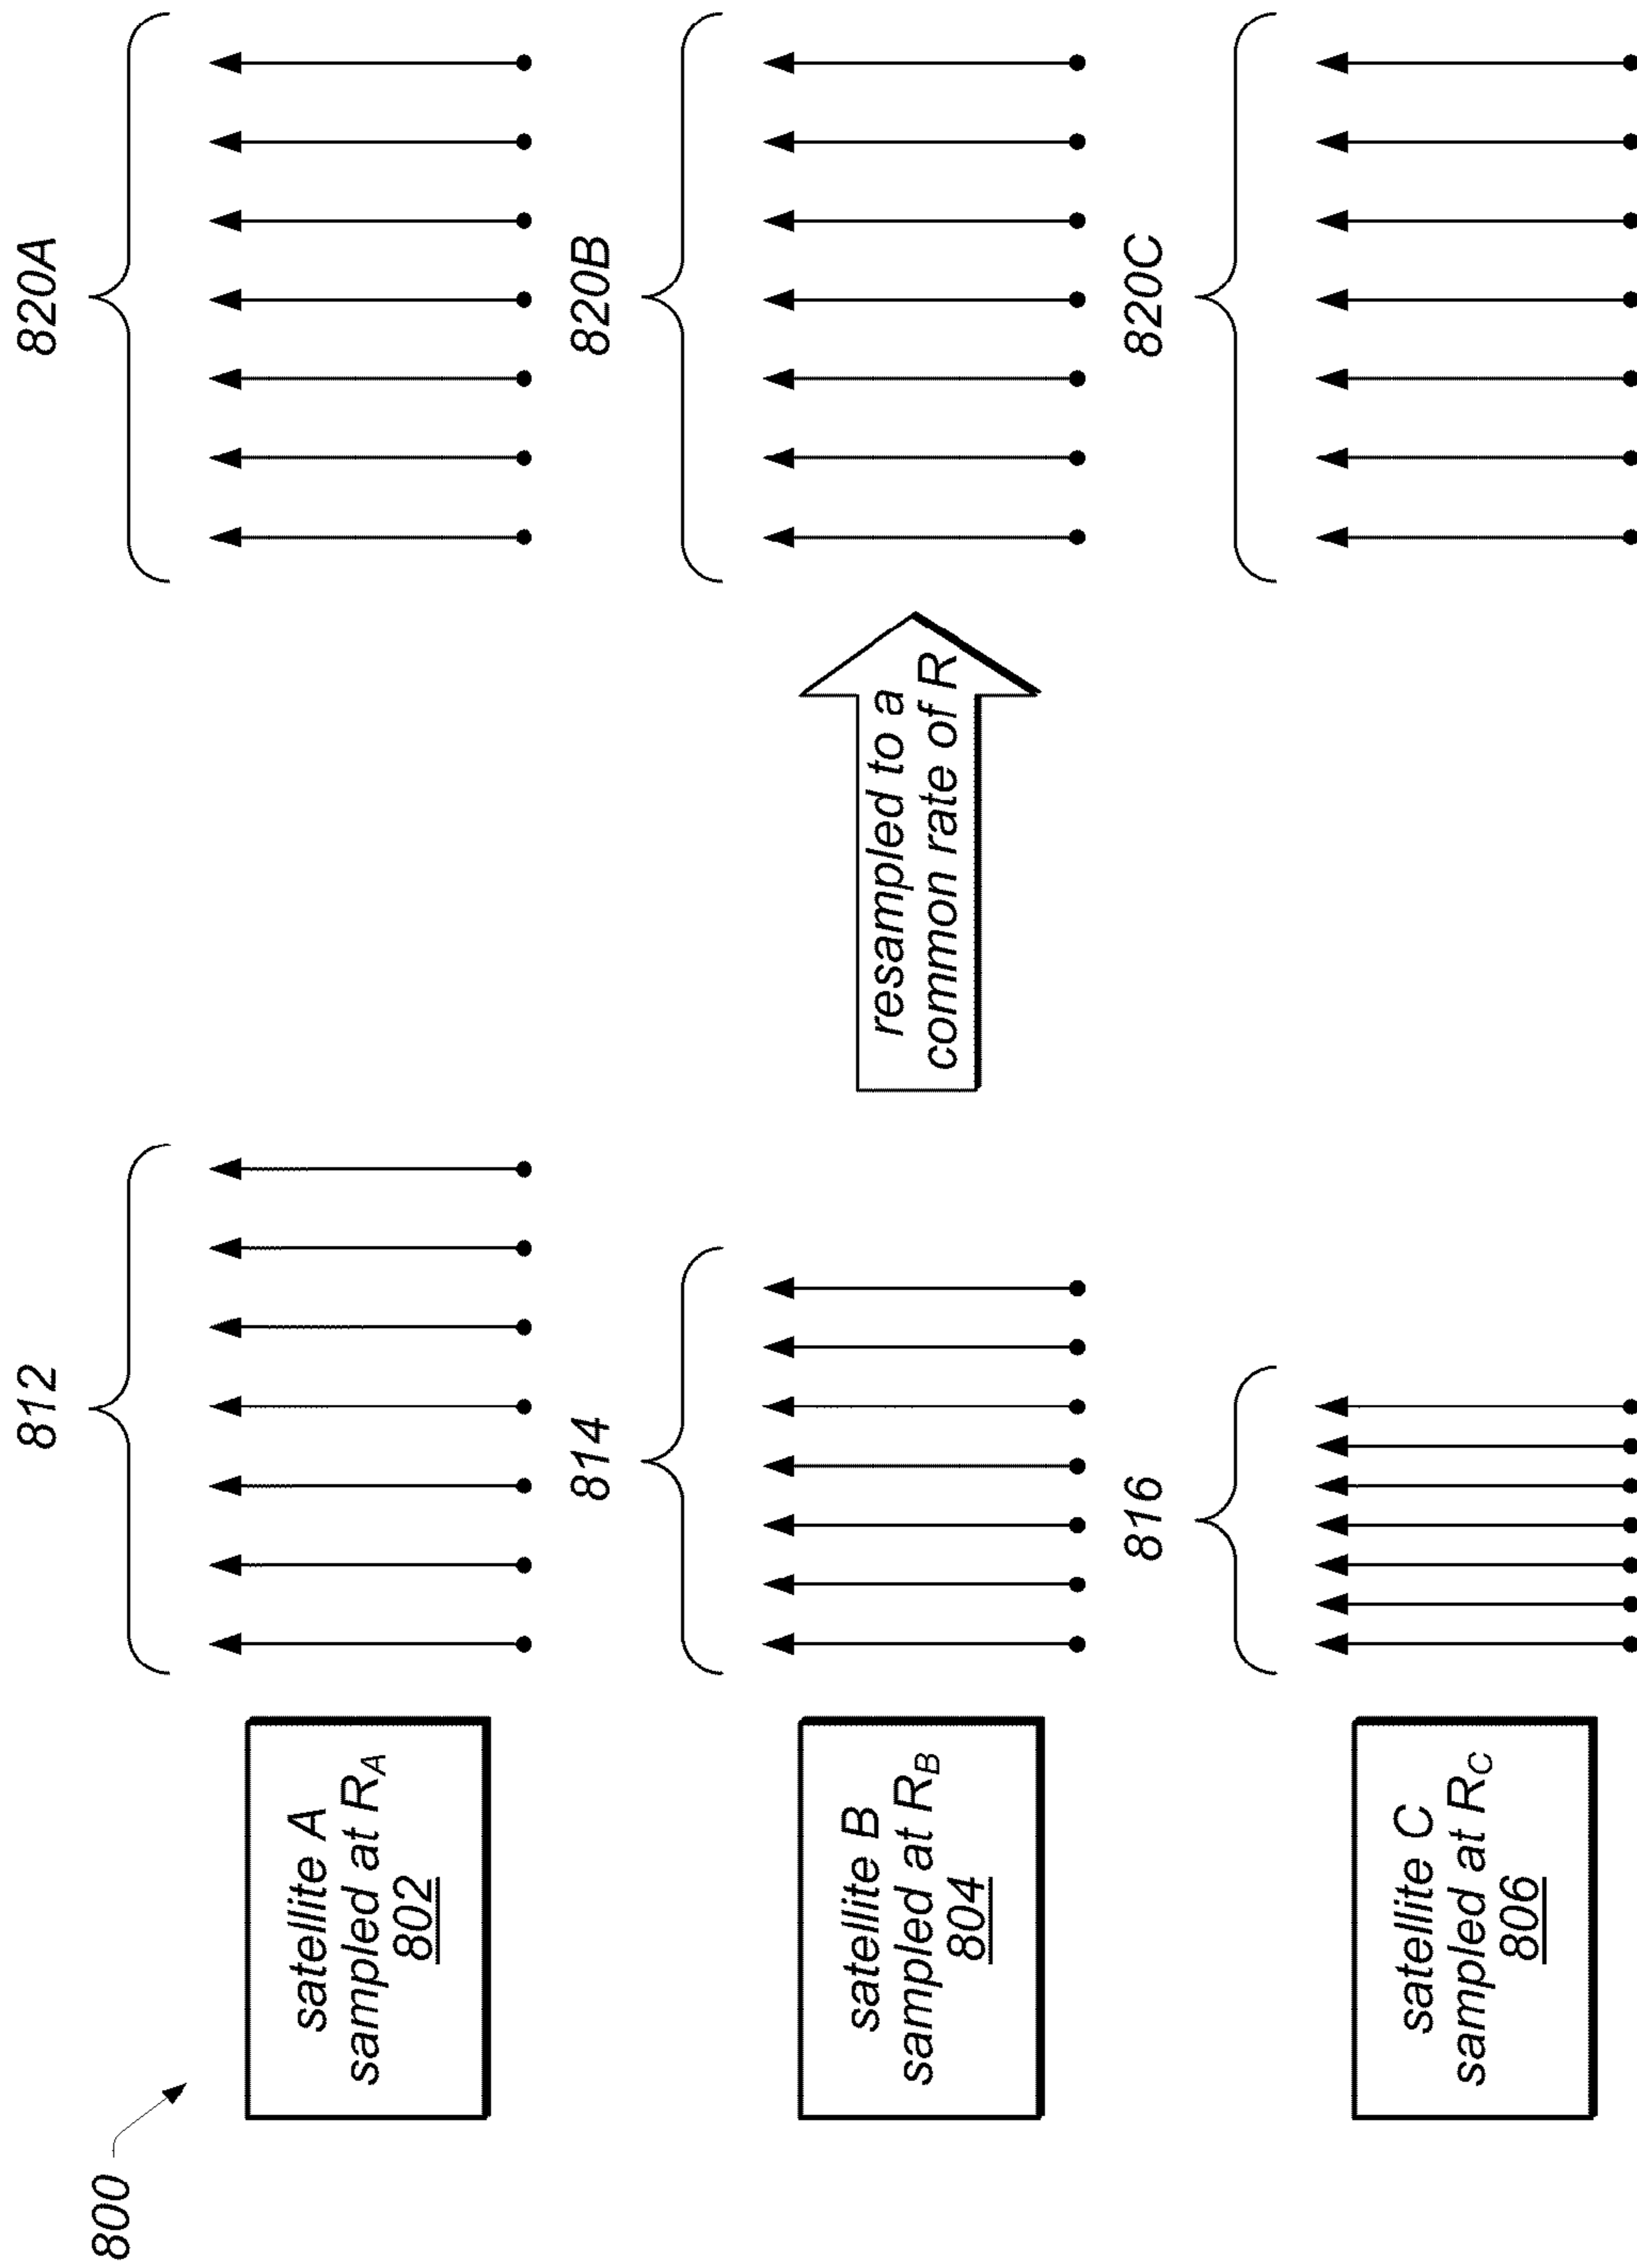 800
812
820A
satellite A
sampled at RA
802
814
820B
satellite B
sampled at RB
804
resampled to a
common rate of R
816
820C
satellite C
sampled at RC
806